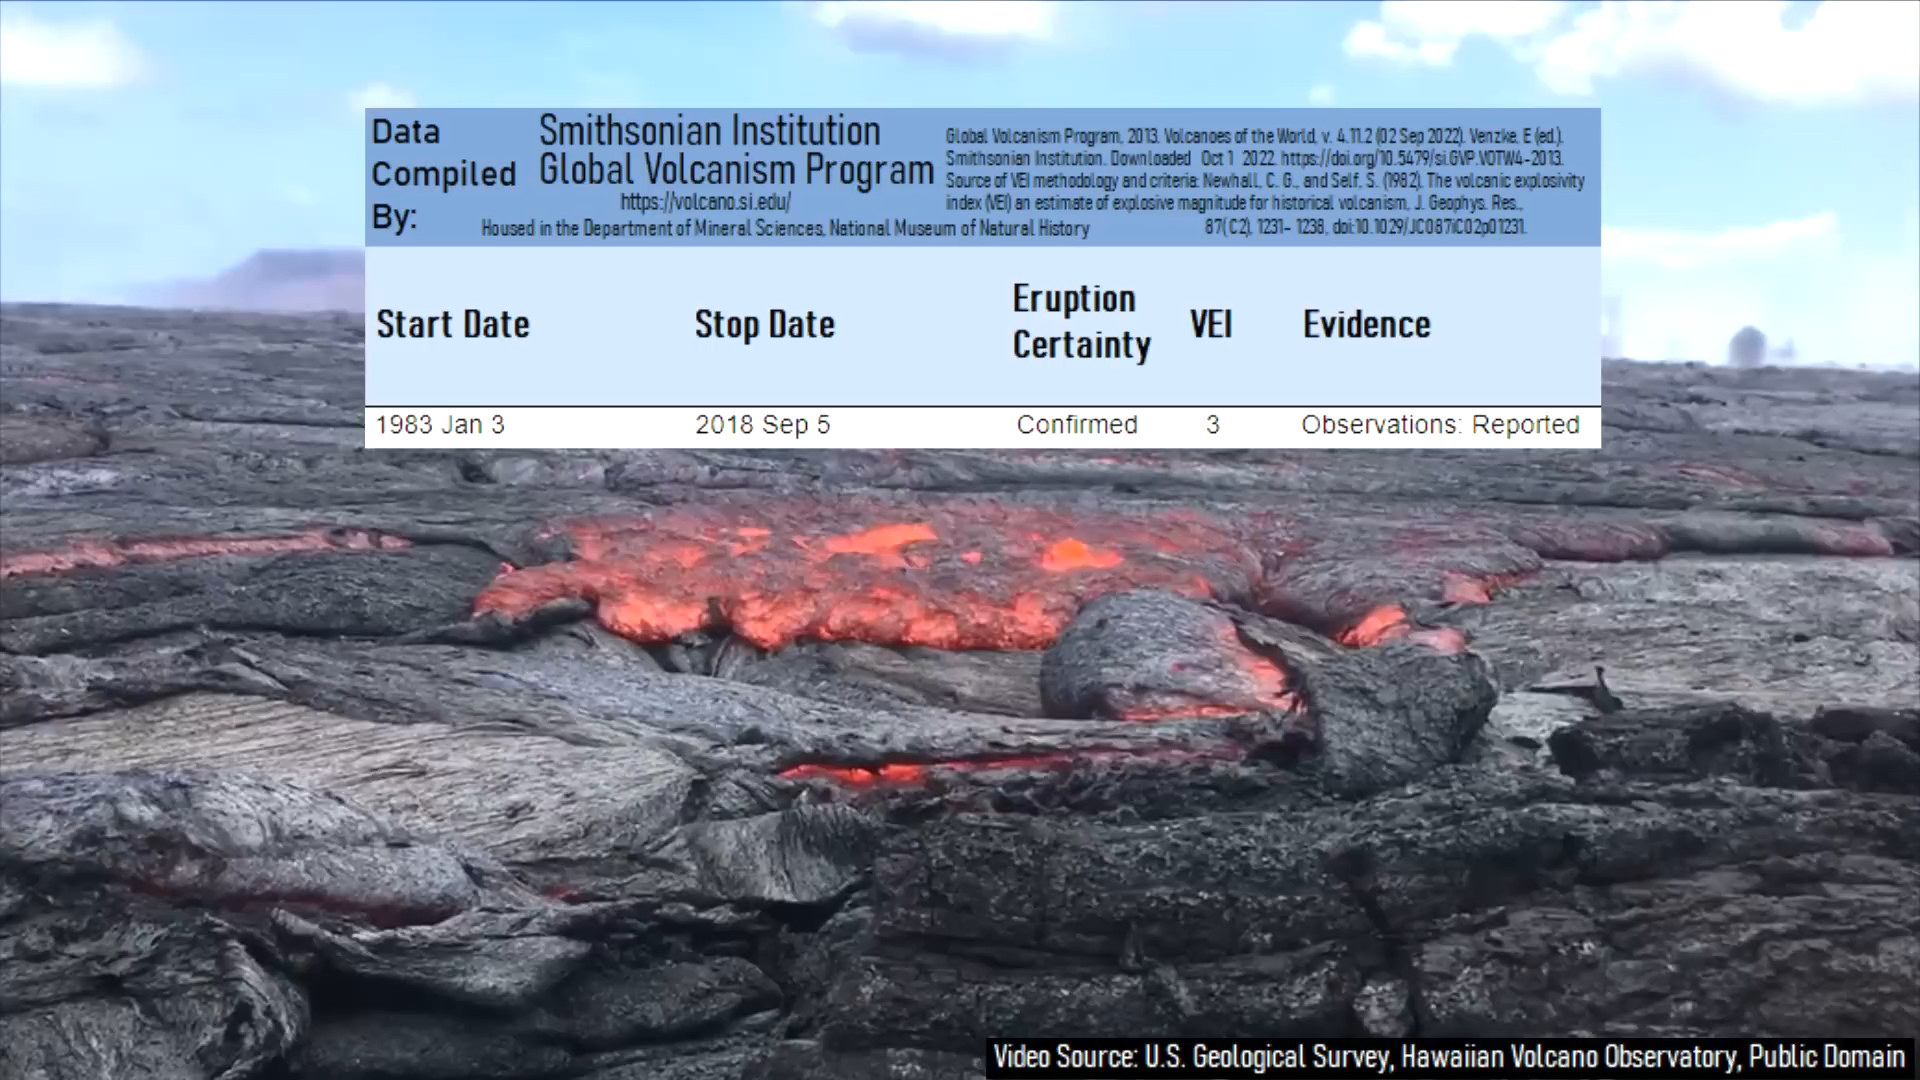 Data
Compiled
By:
Smithsonian Institution
Global Volcanism Program
https://volcano.si.edu/
Housed in the Department of Mineral Sciences, National Museum of Natural History
Global Volcanism Program, 2013. Volcanoes of the World, v. 4.11.2 (02 Sep 2022). Venzke, E (ed.).
Smithsonian Institution. Downloaded Oct 1 2022. https://doi.org/10.5479/si.GVP.VOTW4-2013.
Source of VEI methodology and criteria: Newhall, C. G., and Self, S. (1982), The volcanic explosivity
index (VEI) an estimate of explosive magnitude for historical volcanism, J. Geophys. Res.,
87(C2), 1231- 1238, doi:10.1029/JC087iC02p01231.
Start Date
Stop Date
Eruption
Certainty
VEI
Evidence
1983 Jan 3
2018 Sep 5
Confirmed
3
Observations: Reported
Video Source: U.S. Geological Survey, Hawaiian Volcano Observatory, Public Domain